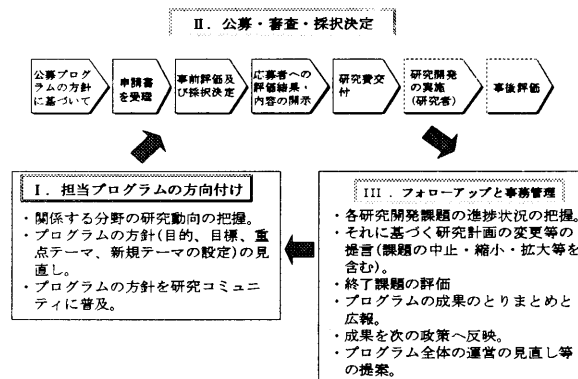 II．公募・審査・採択決定
公募プログ
ラムの方針
に基づいて
申請書
を受理
事前評価及
び採択決定
応募者への
評価結果・
内容の開示
研究費交
付
研究開発
の実施
(研究者)
事後評価
I．担当プログラムの方向付け
・関係する分野の研究動向の把握。
・プログラムの方針(目的、目標、重
点テーマ、新規テーマの設定)の見
直し。
・プログラムの方針を研究コミュニ
ティに普及。
III．フォローアップと事務管理
・各研究開発課題の進捗状況の把握。
・それに基づく研究計画の変更等の
提言(課題の中止・縮小・拡大等を
含む)。
・終了課題の評価
・プログラムの成果のとりまとめと
広報。
・成果を次の政策へ反映。
・プログラム全体の運営の見直し等
の提案。